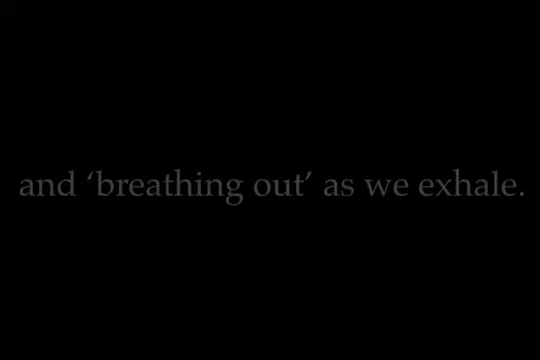 and ‘breathing out’ as we exhale.